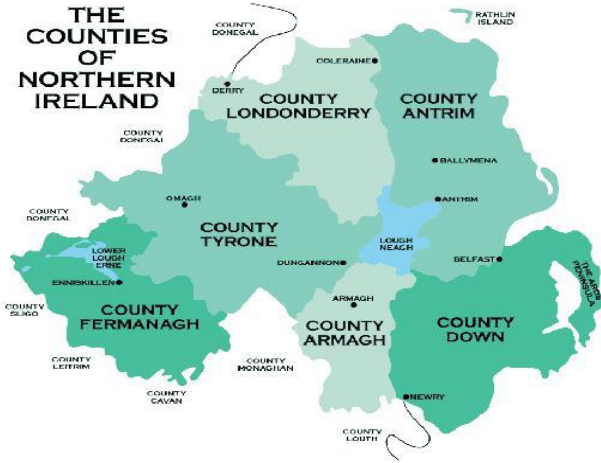 THE
COUNTIES
OF
NORTHERN
IRELAND
COUNTY
DONEGAL
RATHLIN
ISLAND
COLERAINE
DERRY
COUNTY
LONDONDERRY
COUNTY
ANTRIM
COUNTY
DONEGAL
BALLYMENA
OMAGH
ANTRIM
COUNTY
DONEGAL
COUNTY
TYRONE
LOUGH
NEAGH
LOWER
LOUGH
ERNE
DUNGANNON
BELFAST
THE ARDS
PENINSULA
ENNISKILLEN
COUNTY
SLIGO
COUNTY
FERMANAGH
ARMAGH
COUNTY
ARMAGH
COUNTY
DOWN
COUNTY
LEITRIM
COUNTY
MONAGHAN
COUNTY
CAVAN
NEWRY
COUNTY
LOUTH